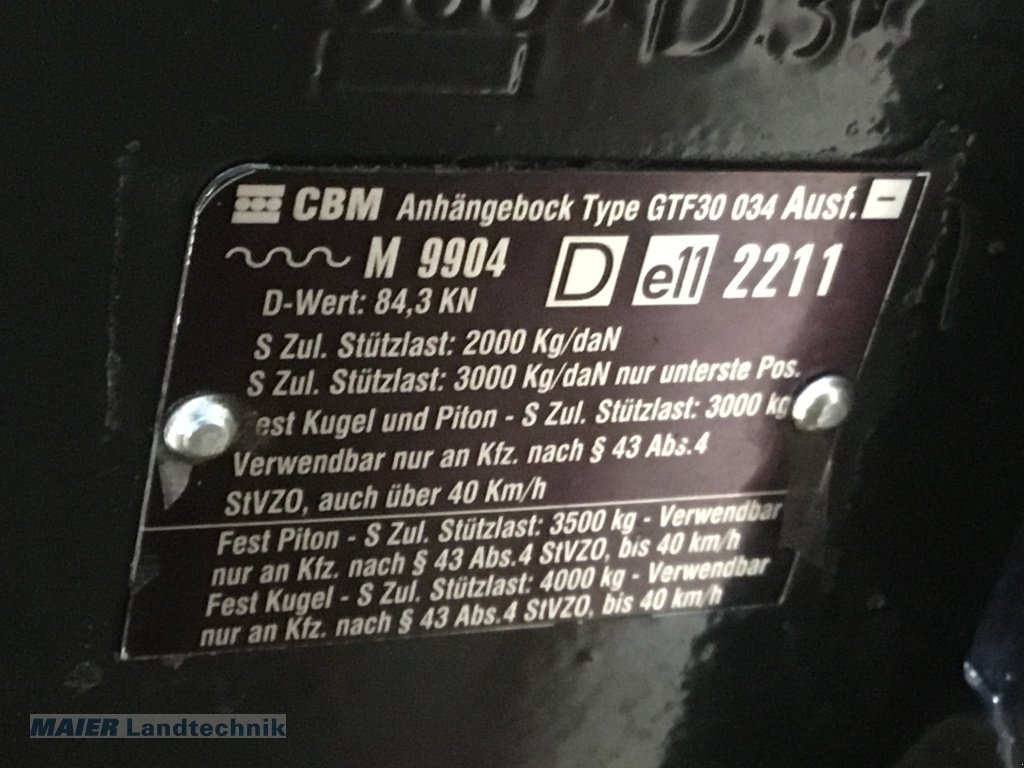 CBM Anhängebock Type GTF30 034 Ausf. -
M 9904 D e11 2211
D-Wert: 84,3 KN
S Zul. Stützlast: 2000 Kg/daN
S Zul. Stützlast: 3000 Kg/daN nur unterste Pos.
Fest Kugel und Piton - S Zul. Stützlast: 3000 kg
Verwendbar nur an Kfz. nach § 43 Abs.4
StVZO, auch über 40 Km/h
Fest Piton - S Zul. Stützlast: 3500 kg - Verwendbar
nur an Kfz. nach § 43 Abs.4 StVZO, bis 40 km/h
Fest Kugel - S Zul. Stützlast: 4000 kg - Verwendbar
nur an Kfz. nach § 43 Abs.4 StVZO, bis 40 km/h
MAIER Landtechnik